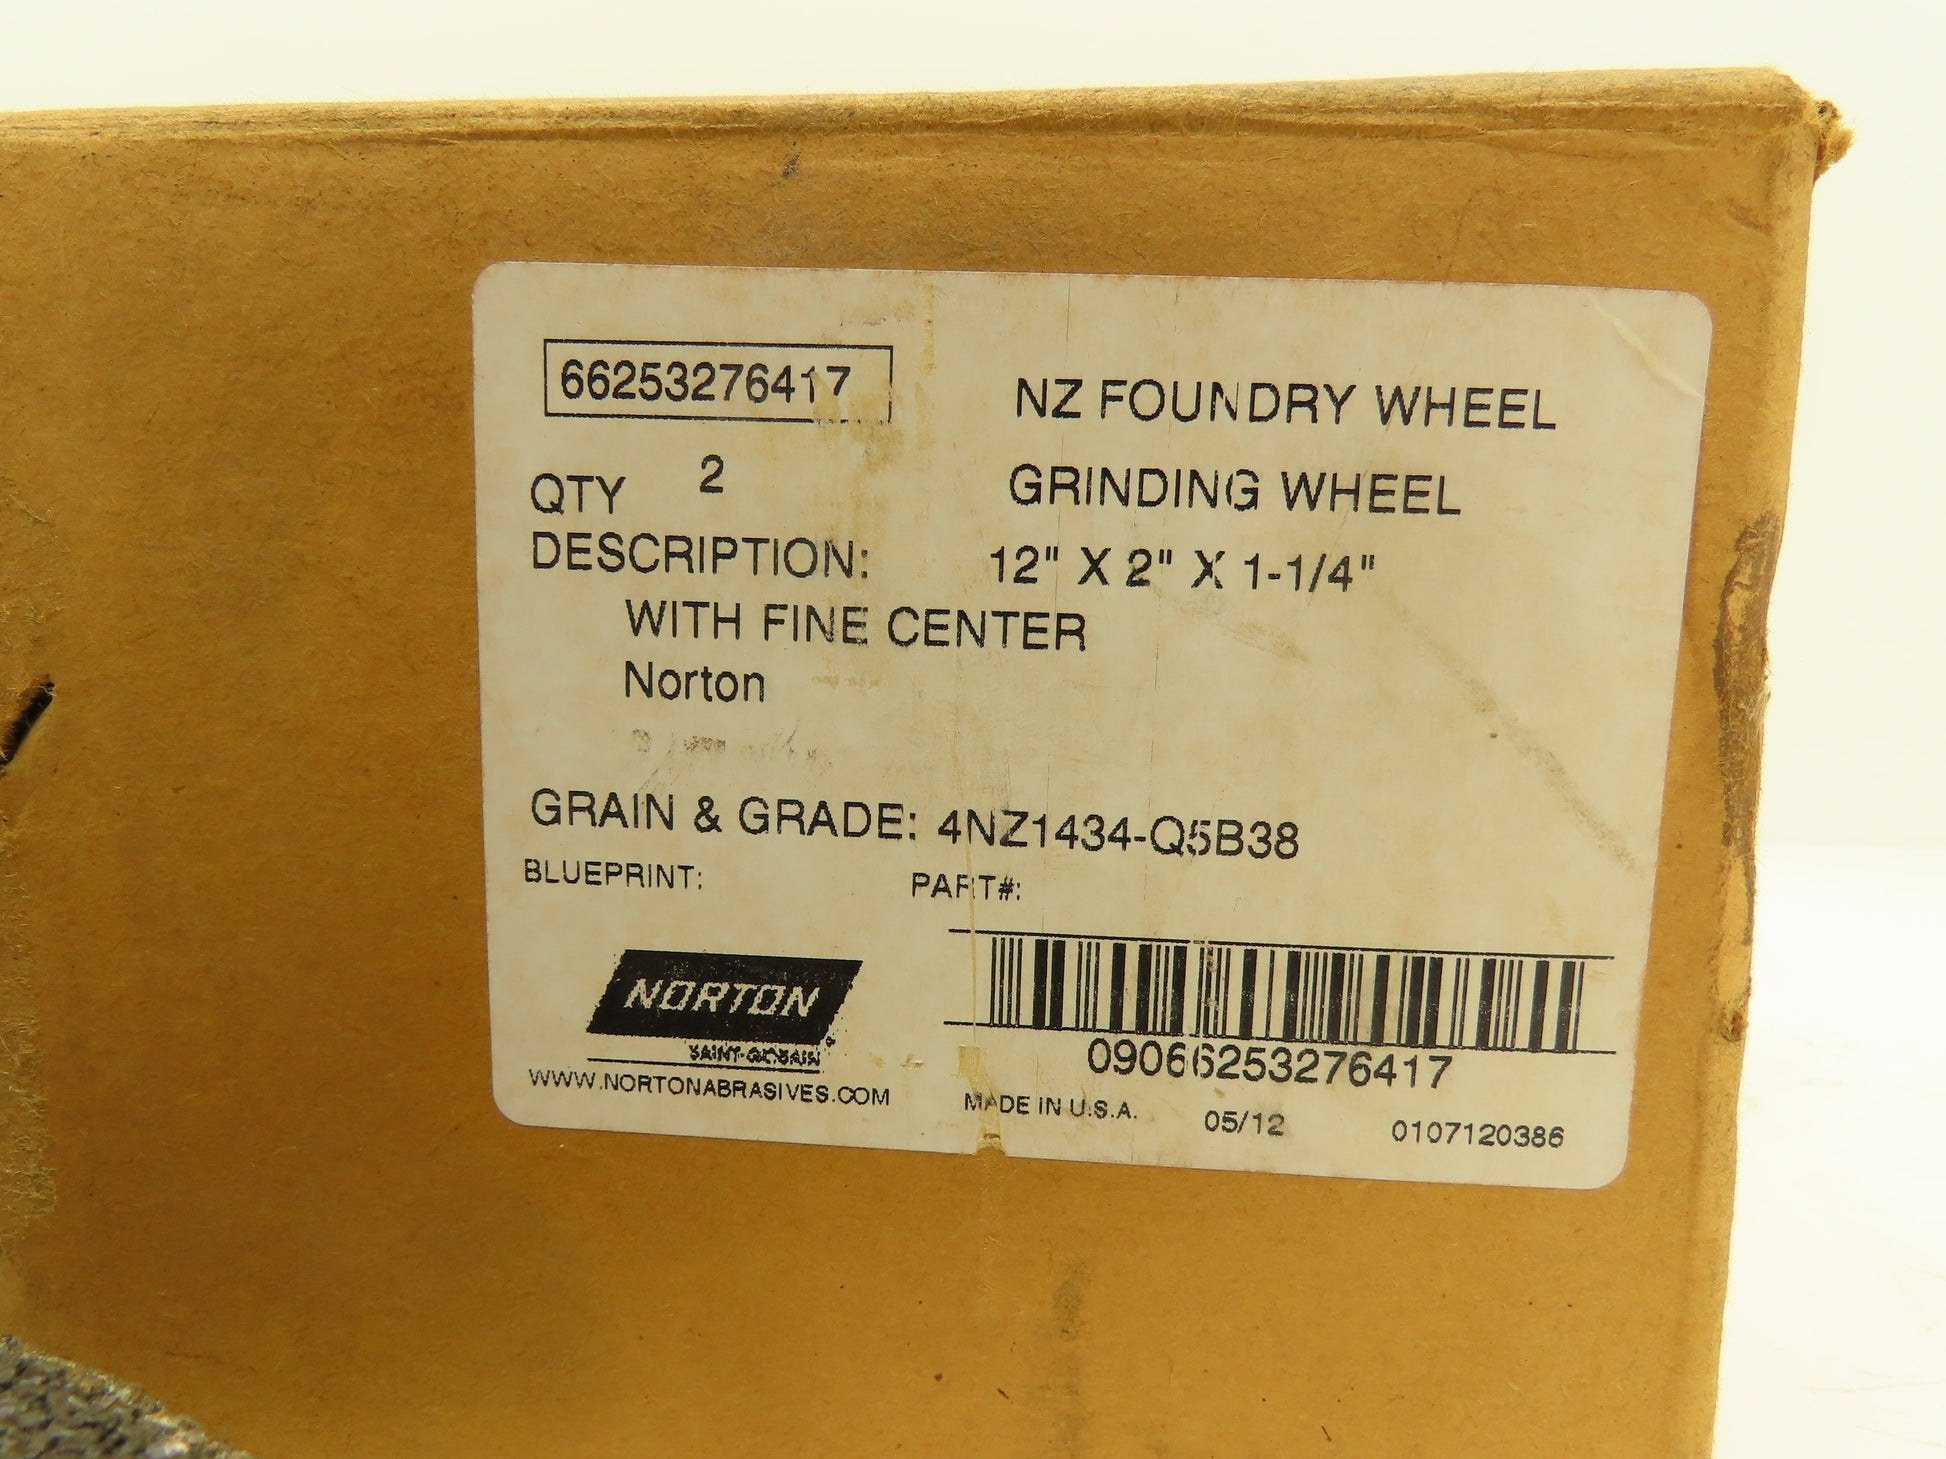 66253276417
NZ FOUNDRY WHEEL
QTY 2
GRINDING WHEEL
DESCRIPTION: 12" X 2" X 1-1/4"
WITH FINE CENTER
Norton
GRAIN & GRADE: 4NZ1434-Q5B38
BLUEPRINT: PART#:
NORTON
SAINT-GOBAIN
WWW.NORTONABRASIVES.COM
09066253276417
MADE IN U.S.A. 05/12 0107120386